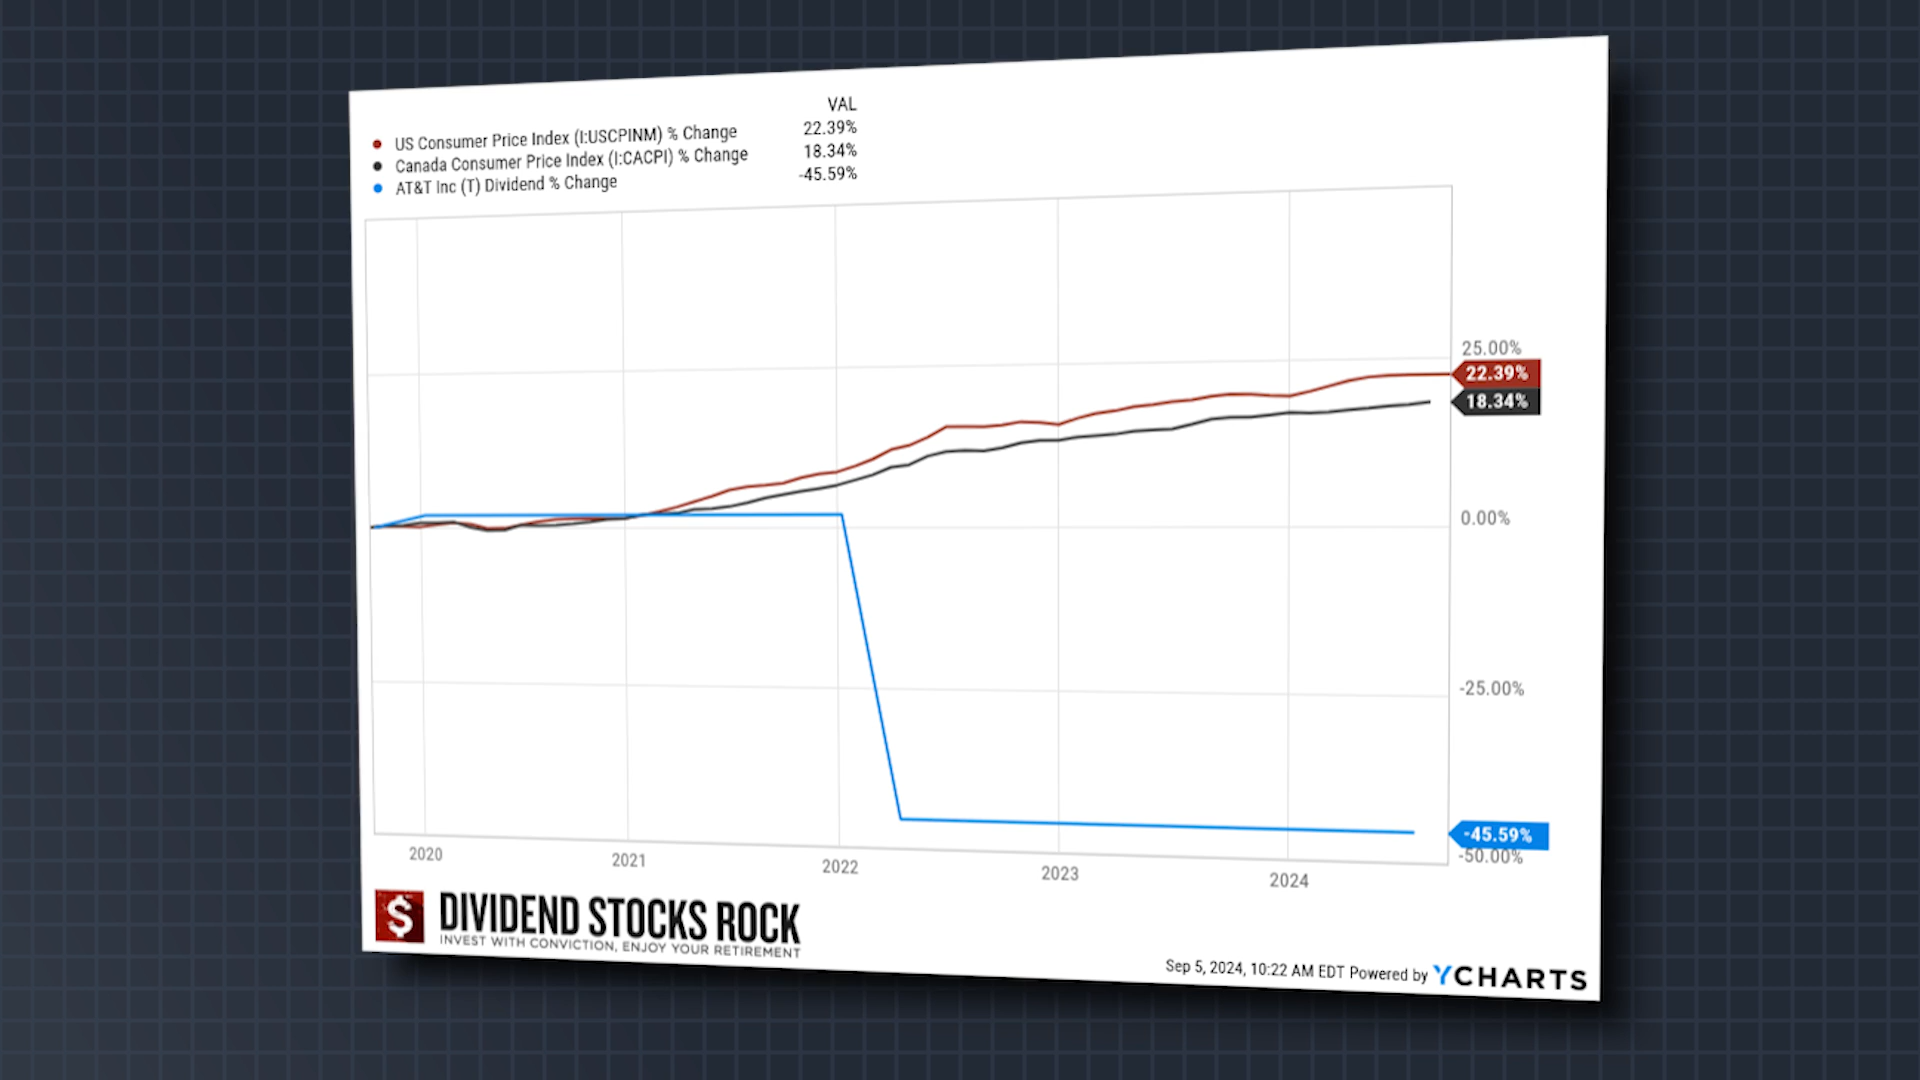 VAL
US Consumer Price Index (I:USCPINM) % Change 22.39%
Canada Consumer Price Index (I:CACPI) % Change 18.34%
AT&T Inc (T) Dividend % Change -45.59%
25.00%
22.39%
18.34%
0.00%
-25.00%
-45.59%
-50.00%
2020 2021 2022 2023 2024
$ DIVIDEND STOCKS ROCK
INVEST WITH CONVICTION, ENJOY YOUR RETIREMENT
Sep 5, 2024, 10:22 AM EDT Powered by YCHARTS